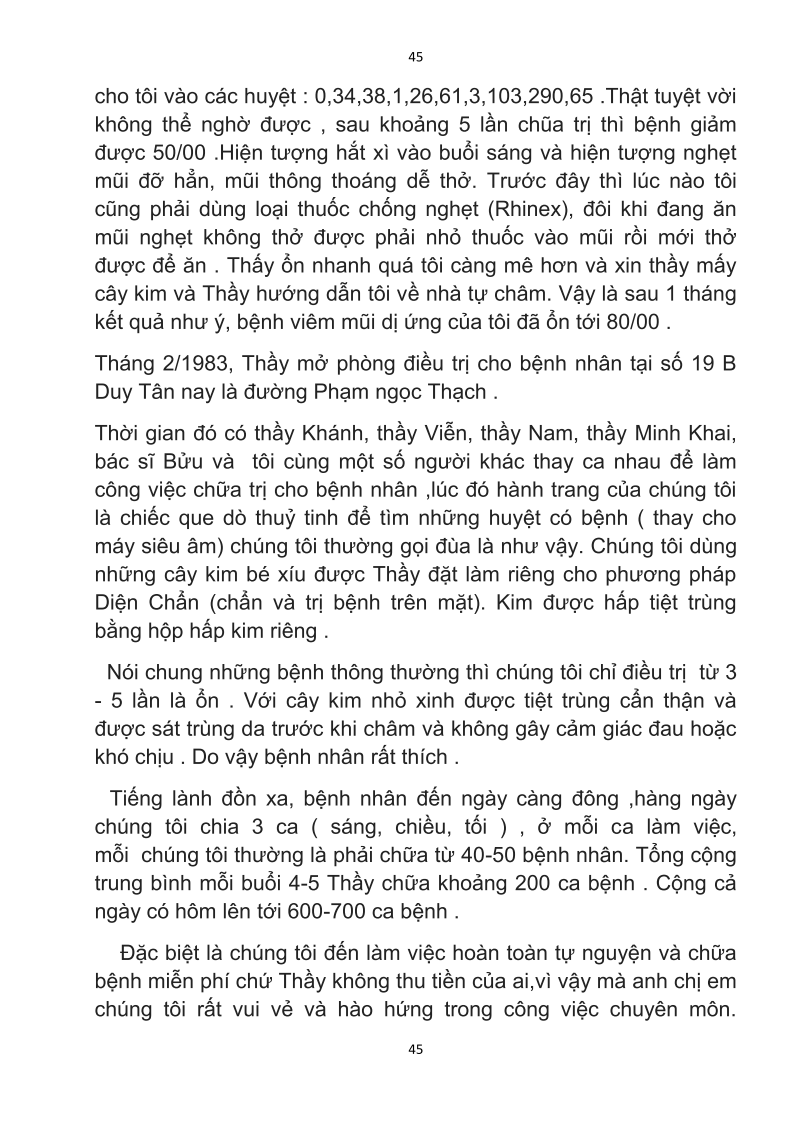 45
cho tôi vào các huyệt : 0,34,38,1,26,61,3,103,290,65 .Thật tuyệt vời
không thể nghờ được , sau khoảng 5 lần chũa trị thì bệnh giảm
được 50/00 .Hiện tượng hắt xì vào buổi sáng và hiện tượng nghẹt
mũi đỡ hẳn, mũi thông thoáng dễ thở. Trước đây thì lúc nào tôi
cũng phải dùng loại thuốc chống nghẹt (Rhinex), đôi khi đang ăn
mũi nghẹt không thở được phải nhỏ thuốc vào mũi rồi mới thở
được để ăn . Thấy ổn nhanh quá tôi càng mê hơn và xin thầy mấy
cây kim và Thầy hướng dẫn tôi về nhà tự châm. Vậy là sau 1 tháng
kết quả như ý, bệnh viêm mũi dị ứng của tôi đã ổn tới 80/00 .
Tháng 2/1983, Thầy mở phòng điều trị cho bệnh nhân tại số 19 B
Duy Tân nay là đường Phạm ngọc Thạch .
Thời gian đó có thầy Khánh, thầy Viễn, thầy Nam, thầy Minh Khai,
bác sĩ Bửu và  tôi cùng một số người khác thay ca nhau để làm
công việc chữa trị cho bệnh nhân ,lúc đó hành trang của chúng tôi
là chiếc que dò thuỷ tinh để tìm những huyệt có bệnh ( thay cho
máy siêu âm) chúng tôi thường gọi đùa là như vậy. Chúng tôi dùng
những cây kim bé xíu được Thầy đặt làm riêng cho phương pháp
Diện Chẩn (chẩn và trị bệnh trên mặt). Kim được hấp tiệt trùng
bằng hộp hấp kim riêng .
Nói chung những bệnh thông thường thì chúng tôi chỉ điều trị  từ 3
- 5 lần là ổn . Với cây kim nhỏ xinh được tiệt trùng cẩn thận và
được sát trùng da trước khi châm và không gây cảm giác đau hoặc
khó chịu . Do vậy bệnh nhân rất thích .
Tiếng lành đồn xa, bệnh nhân đến ngày càng đông ,hàng ngày
chúng tôi chia 3 ca ( sáng, chiều, tối ) , ở mỗi ca làm việc,
mỗi  chúng tôi thường là phải chữa từ 40-50 bệnh nhân. Tổng cộng
trung bình mỗi buổi 4-5 Thầy chữa khoảng 200 ca bệnh . Cộng cả
ngày có hôm lên tới 600-700 ca bệnh .
Đặc biệt là chúng tôi đến làm việc hoàn toàn tự nguyện và chữa
bệnh miễn phí chứ Thầy không thu tiền của ai,vì vậy mà anh chị em
chúng tôi rất vui vẻ và hào hứng trong công việc chuyên môn.
45